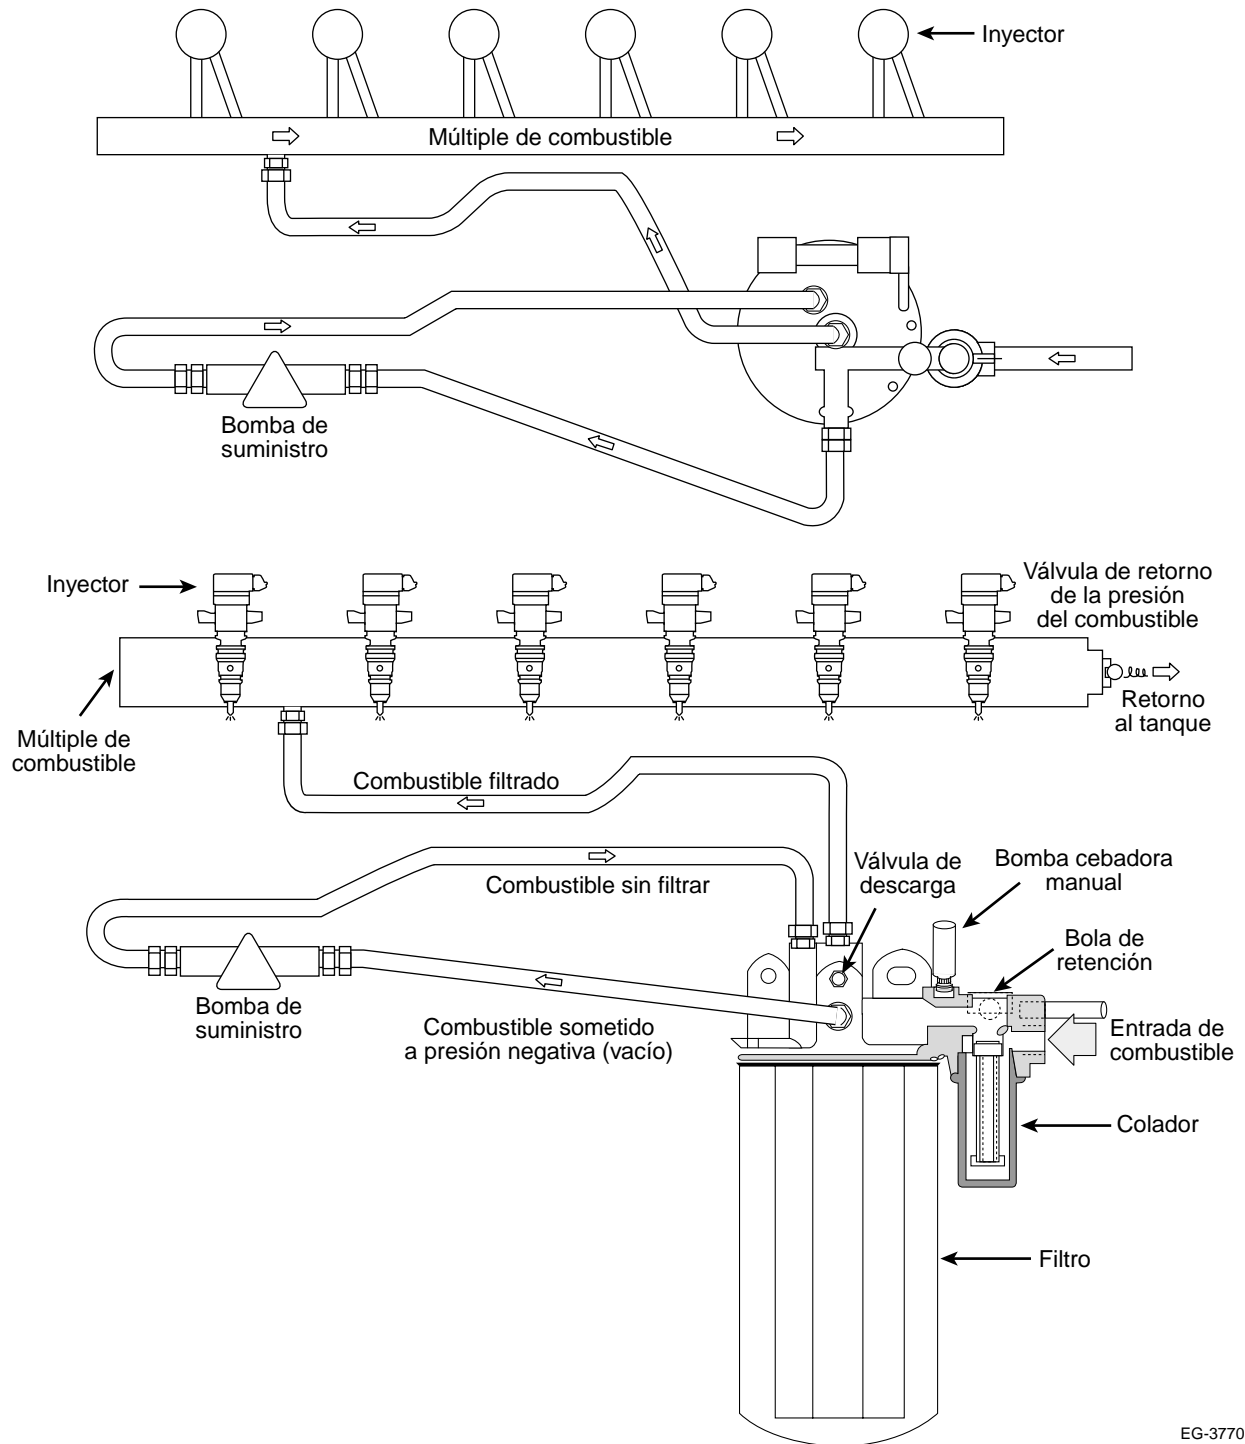 Inyector
Múltiple de combustible
Bomba de
suministro
Inyector
Válvula de retorno
de la presión
del combustible
Retorno
al tanque
Múltiple de
combustible
Combustible filtrado
Combustible sin filtrar
Válvula de
descarga
Bomba cebadora
manual
Bola de
retención
Bomba de
suministro
Combustible sometido
a presión negativa (vacío)
Entrada de
combustible
Colador
Filtro
EG-3770